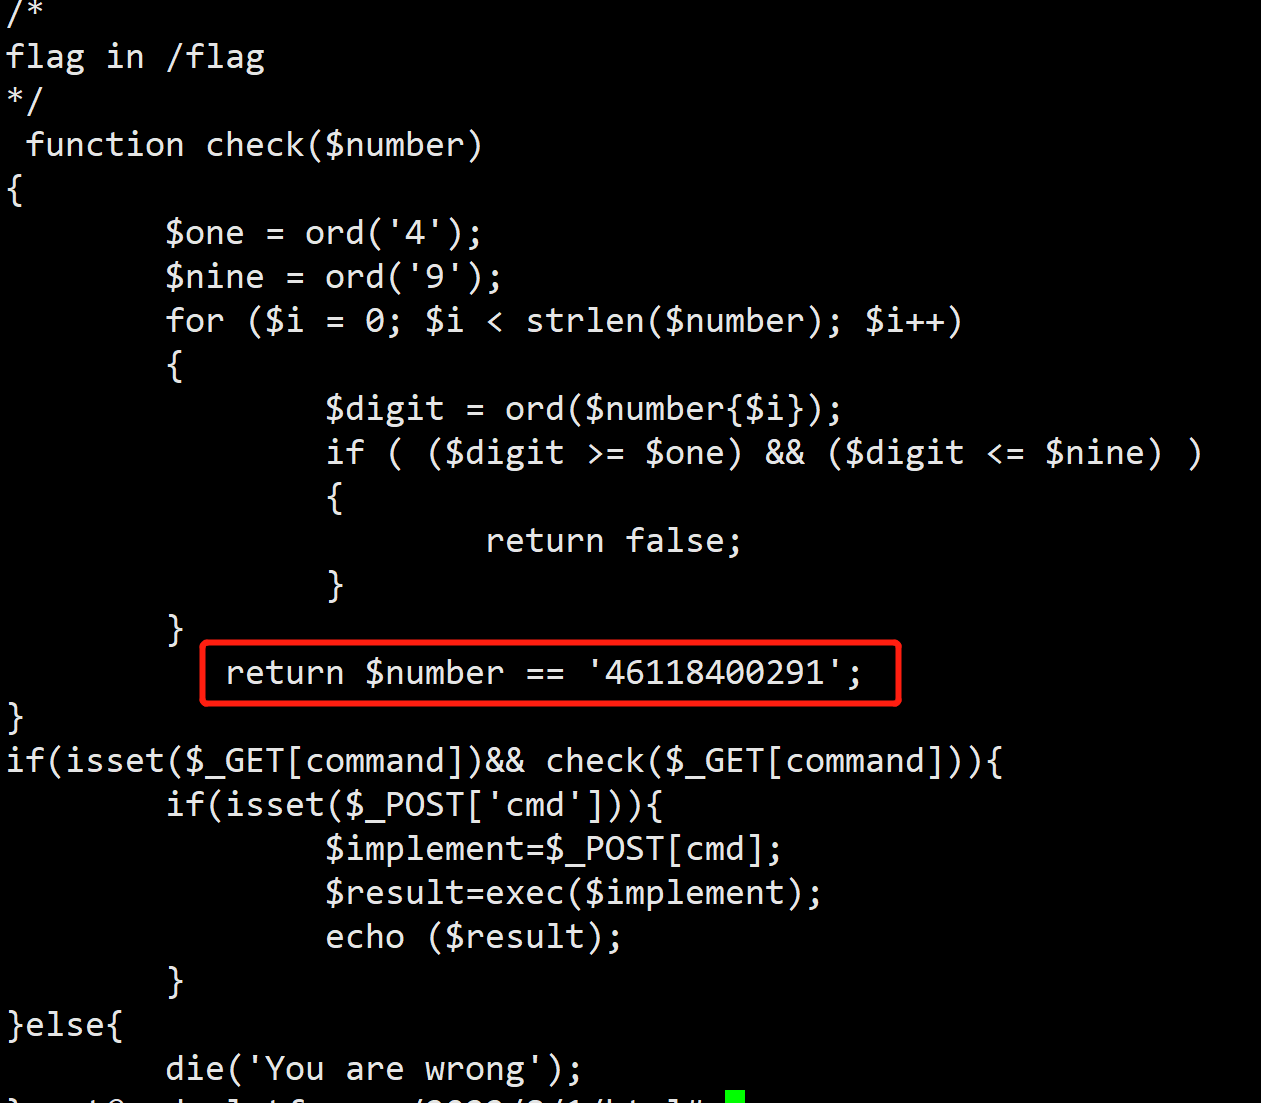 /*
flag in /flag
*/
function check($number)
{
$one = ord('4');
$nine = ord('9');
for ($i = 0; $i < strlen($number); $i++)
{
$digit = ord($number{$i});
if ( ($digit >= $one) && ($digit <= $nine) )
{
return false;
}
}
return $number == '46118400291';
}
if(isset($_GET[command])&& check($_GET[command])){
if(isset($_POST['cmd'])){
$implement=$_POST[cmd];
$result=exec($implement);
echo ($result);
}
}else{
die('You are wrong');